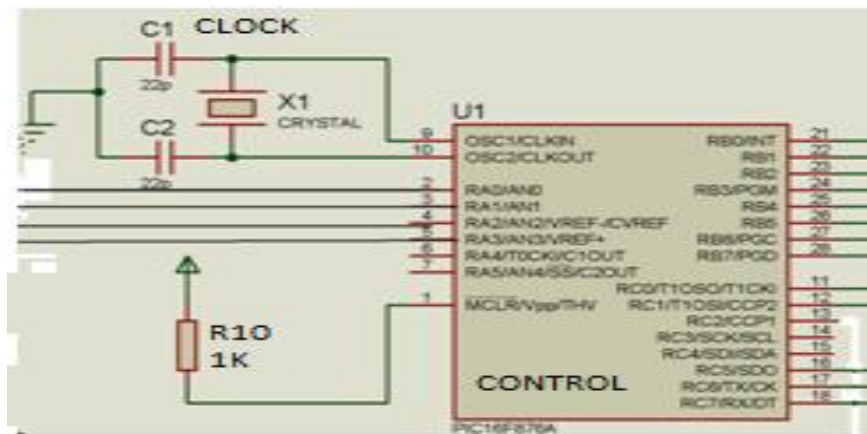 C1 CLOCK
22p
X1
CRYSTAL
C2
22p
U1
9 OSC1/CLKIN RB0/INT 21
10 OSC2/CLKOUT RB1 22
RB2 23
2 RA0/AN0 RB3/PGM 24
3 RA1/AN1 RB4 25
4 RA2/AN2/VREF-/CVREF RB5 26
5 RA3/AN3/VREF+ RB6/PGC 27
6 RA4/T0CKI/C1OUT RB7/PGD 28
7 RA5/AN4/SS/C2OUT
RC0/T1OSO/T1CKI 11
1 MCLR/Vpp/THV RC1/T1OSI/CCP2 12
RC2/CCP1 13
RC3/SCK/SCL 14
RC4/SDI/SDA 15
RC5/SDO 16
RC6/TX/CK 17
RC7/RX/DT 18
R10
1K
CONTROL
PIC16F876A